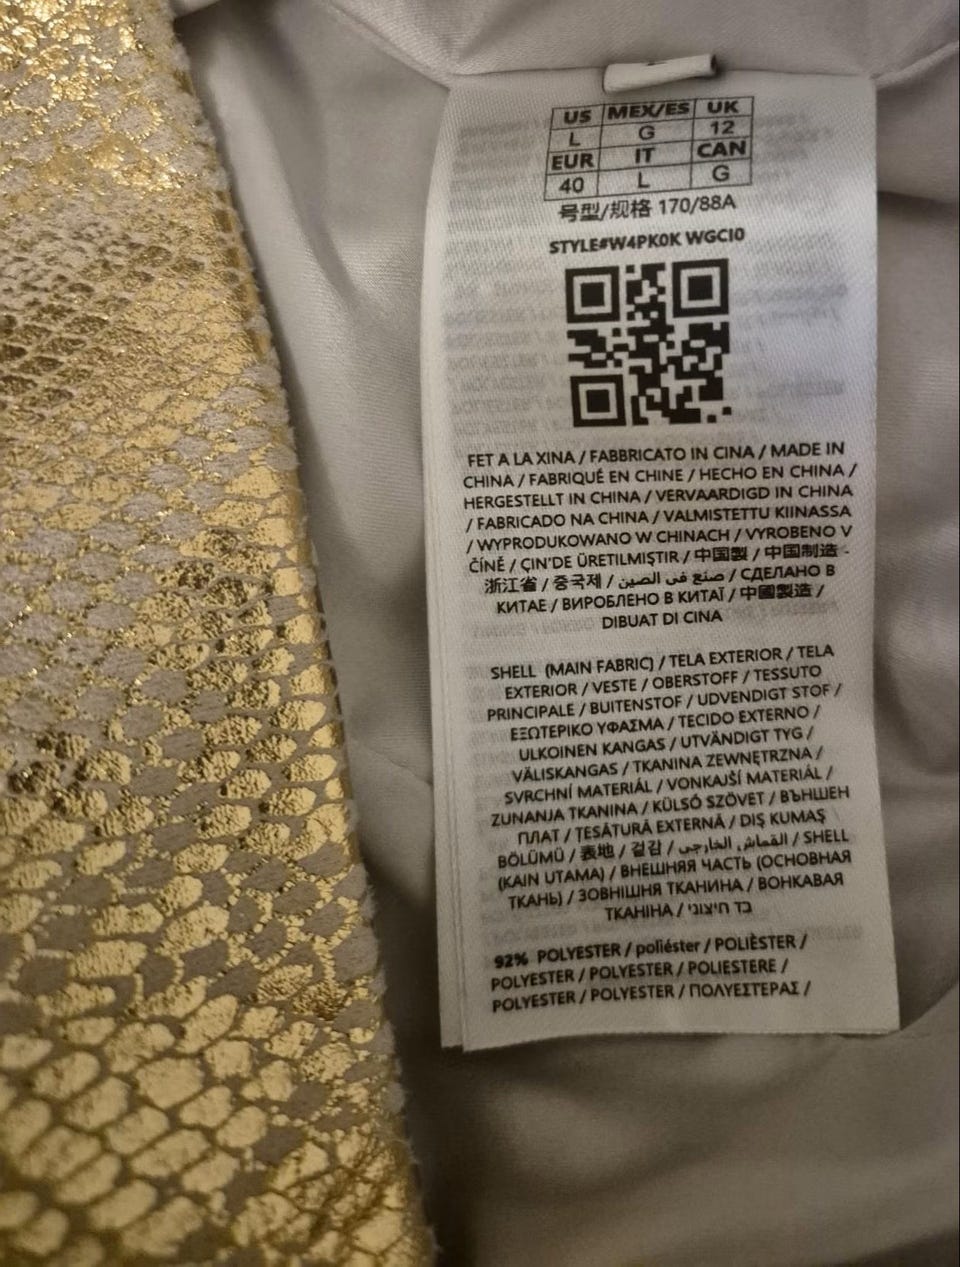 US MEX/ES UK
L G 12
EUR IT CAN
40 L G
号型/规格 170/88A
STYLE#W4PK0K WGCI0
FET A LA XINA / FABBRICATO IN CINA / MADE IN
CHINA / FABRIQUÉ EN CHINE / HECHO EN CHINA /
HERGESTELLT IN CHINA / VERVAARDIGD IN CHINA
/ FABRICADO NA CHINA / VALMISTETTU KIINASSA
/ WYPRODUKOWANO W CHINACH / VYROBENO V
ČÍNĚ / ÇIN'DE ÜRETILMIŞTIR / 中国製 / 中国制造 -
浙江省 / 중국제 / صنع في الصين / СДЕЛАНО В
КИТАЕ / ВИРОБЛЕНО В КИТАЇ / 中國製造 /
DIBUAT DI CINA
SHELL (MAIN FABRIC) / TELA EXTERIOR / TELA
EXTERIOR / VESTE / OBERSTOFF / TESSUTO
PRINCIPALE / BUITENSTOF / UDVENDIGT STOF /
ΕΞΩΤΕΡΙΚΟ ΥΦΑΣΜΑ / TECIDO EXTERNO /
ULKOINEN KANGAS / UTVÄNDIGT TYG /
VÄLISKANGAS / TKANINA ZEWNĘTRZNA /
SVRCHNÍ MATERIÁL / VONKAJŠÍ MATERIÁL /
ZUNANJA TKANINA / KÜLSŐ SZÖVET / ВЪНШЕН
ПЛАТ / ȚESĂTURĂ EXTERNĂ / DIŞ KUMAŞ
BÖLÜMÜ / 表地 / 겉감 / القماش الخارجي / SHELL
(KAIN UTAMA) / ВНЕШНЯЯ ЧАСТЬ (ОСНОВНАЯ
ТКАНЬ) / ЗОВНІШНЯ ТКАНИНА / ВОНКАВАЯ
ТКАНІНА / בד חיצוני
92% POLYESTER / poliéster / POLIÈSTER /
POLYESTER / POLYESTER / POLIESTERE /
POLYESTER / POLYESTER / ΠΟΛΥΕΣΤΕΡΑΣ /